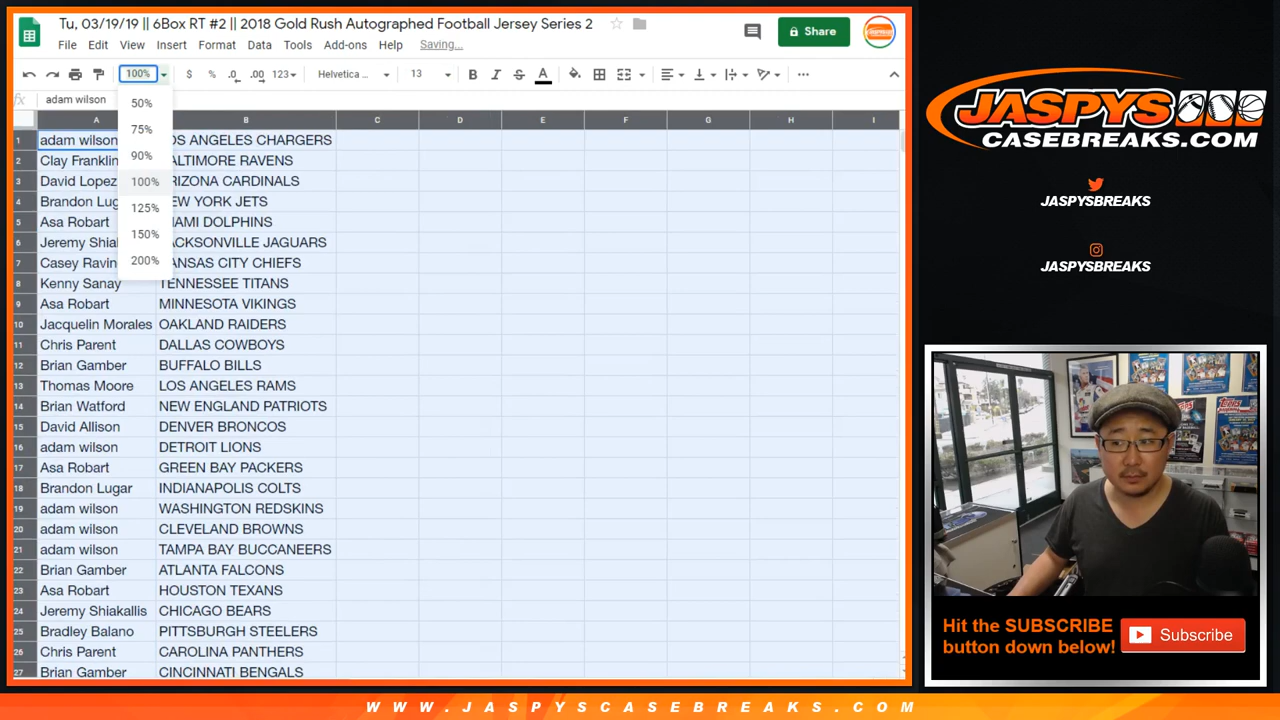 Tu, 03/19/19 || 6Box RT #2 || 2018 Gold Rush Autographed Football Jersey Series 2
File Edit View Insert Format Data Tools Add-ons Help Saving...
Share
100% $ % .0 .00 123 Helvetica ... 13 B I S A
fx adam wilson
50%
75%
90%
100%
125%
150%
200%
A B C D E F G H I
1 adam wilson OS ANGELES CHARGERS
2 Clay Franklin ALTIMORE RAVENS
3 David Lopez RIZONA CARDINALS
4 Brandon Lug EW YORK JETS
5 Asa Robart IAMI DOLPHINS
6 Jeremy Shial ACKSONVILLE JAGUARS
7 Casey Ravin ANSAS CITY CHIEFS
8 Kenny Sanay TENNESSEE TITANS
9 Asa Robart MINNESOTA VIKINGS
10 Jacquelin Morales OAKLAND RAIDERS
11 Chris Parent DALLAS COWBOYS
12 Brian Gamber BUFFALO BILLS
13 Thomas Moore LOS ANGELES RAMS
14 Brian Watford NEW ENGLAND PATRIOTS
15 David Allison DENVER BRONCOS
16 adam wilson DETROIT LIONS
17 Asa Robart GREEN BAY PACKERS
18 Brandon Lugar INDIANAPOLIS COLTS
19 adam wilson WASHINGTON REDSKINS
20 adam wilson CLEVELAND BROWNS
21 adam wilson TAMPA BAY BUCCANEERS
22 Brian Gamber ATLANTA FALCONS
23 Asa Robart HOUSTON TEXANS
24 Jeremy Shiakallis CHICAGO BEARS
25 Bradley Balano PITTSBURGH STEELERS
26 Chris Parent CAROLINA PANTHERS
27 Brian Gamber CINCINNATI BENGALS
JASPYS
CASEBREAKS.COM
JASPYSBREAKS
JASPYSBREAKS
Topps
Hit the SUBSCRIBE
button down below!
Subscribe
WWW.JASPYSCASEBREAKS.COM